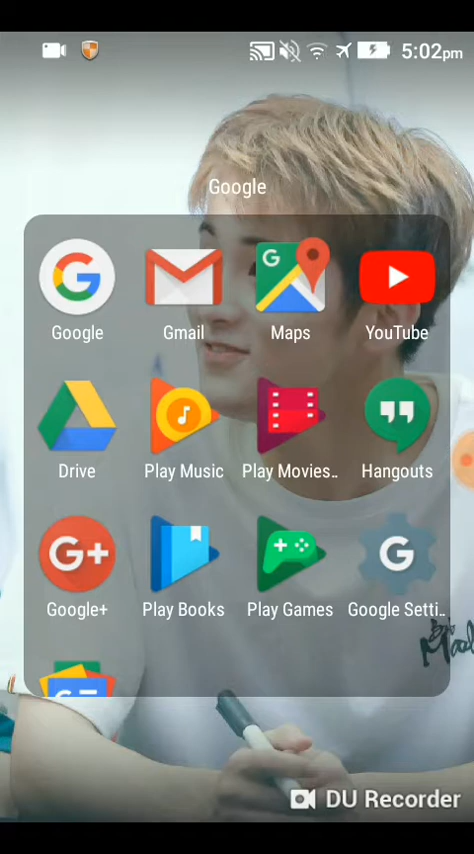 5:02pm
Google
Google Gmail Maps YouTube
Drive Play Music Play Movies.. Hangouts
Google+ Play Books Play Games Google Setti..
DU Recorder